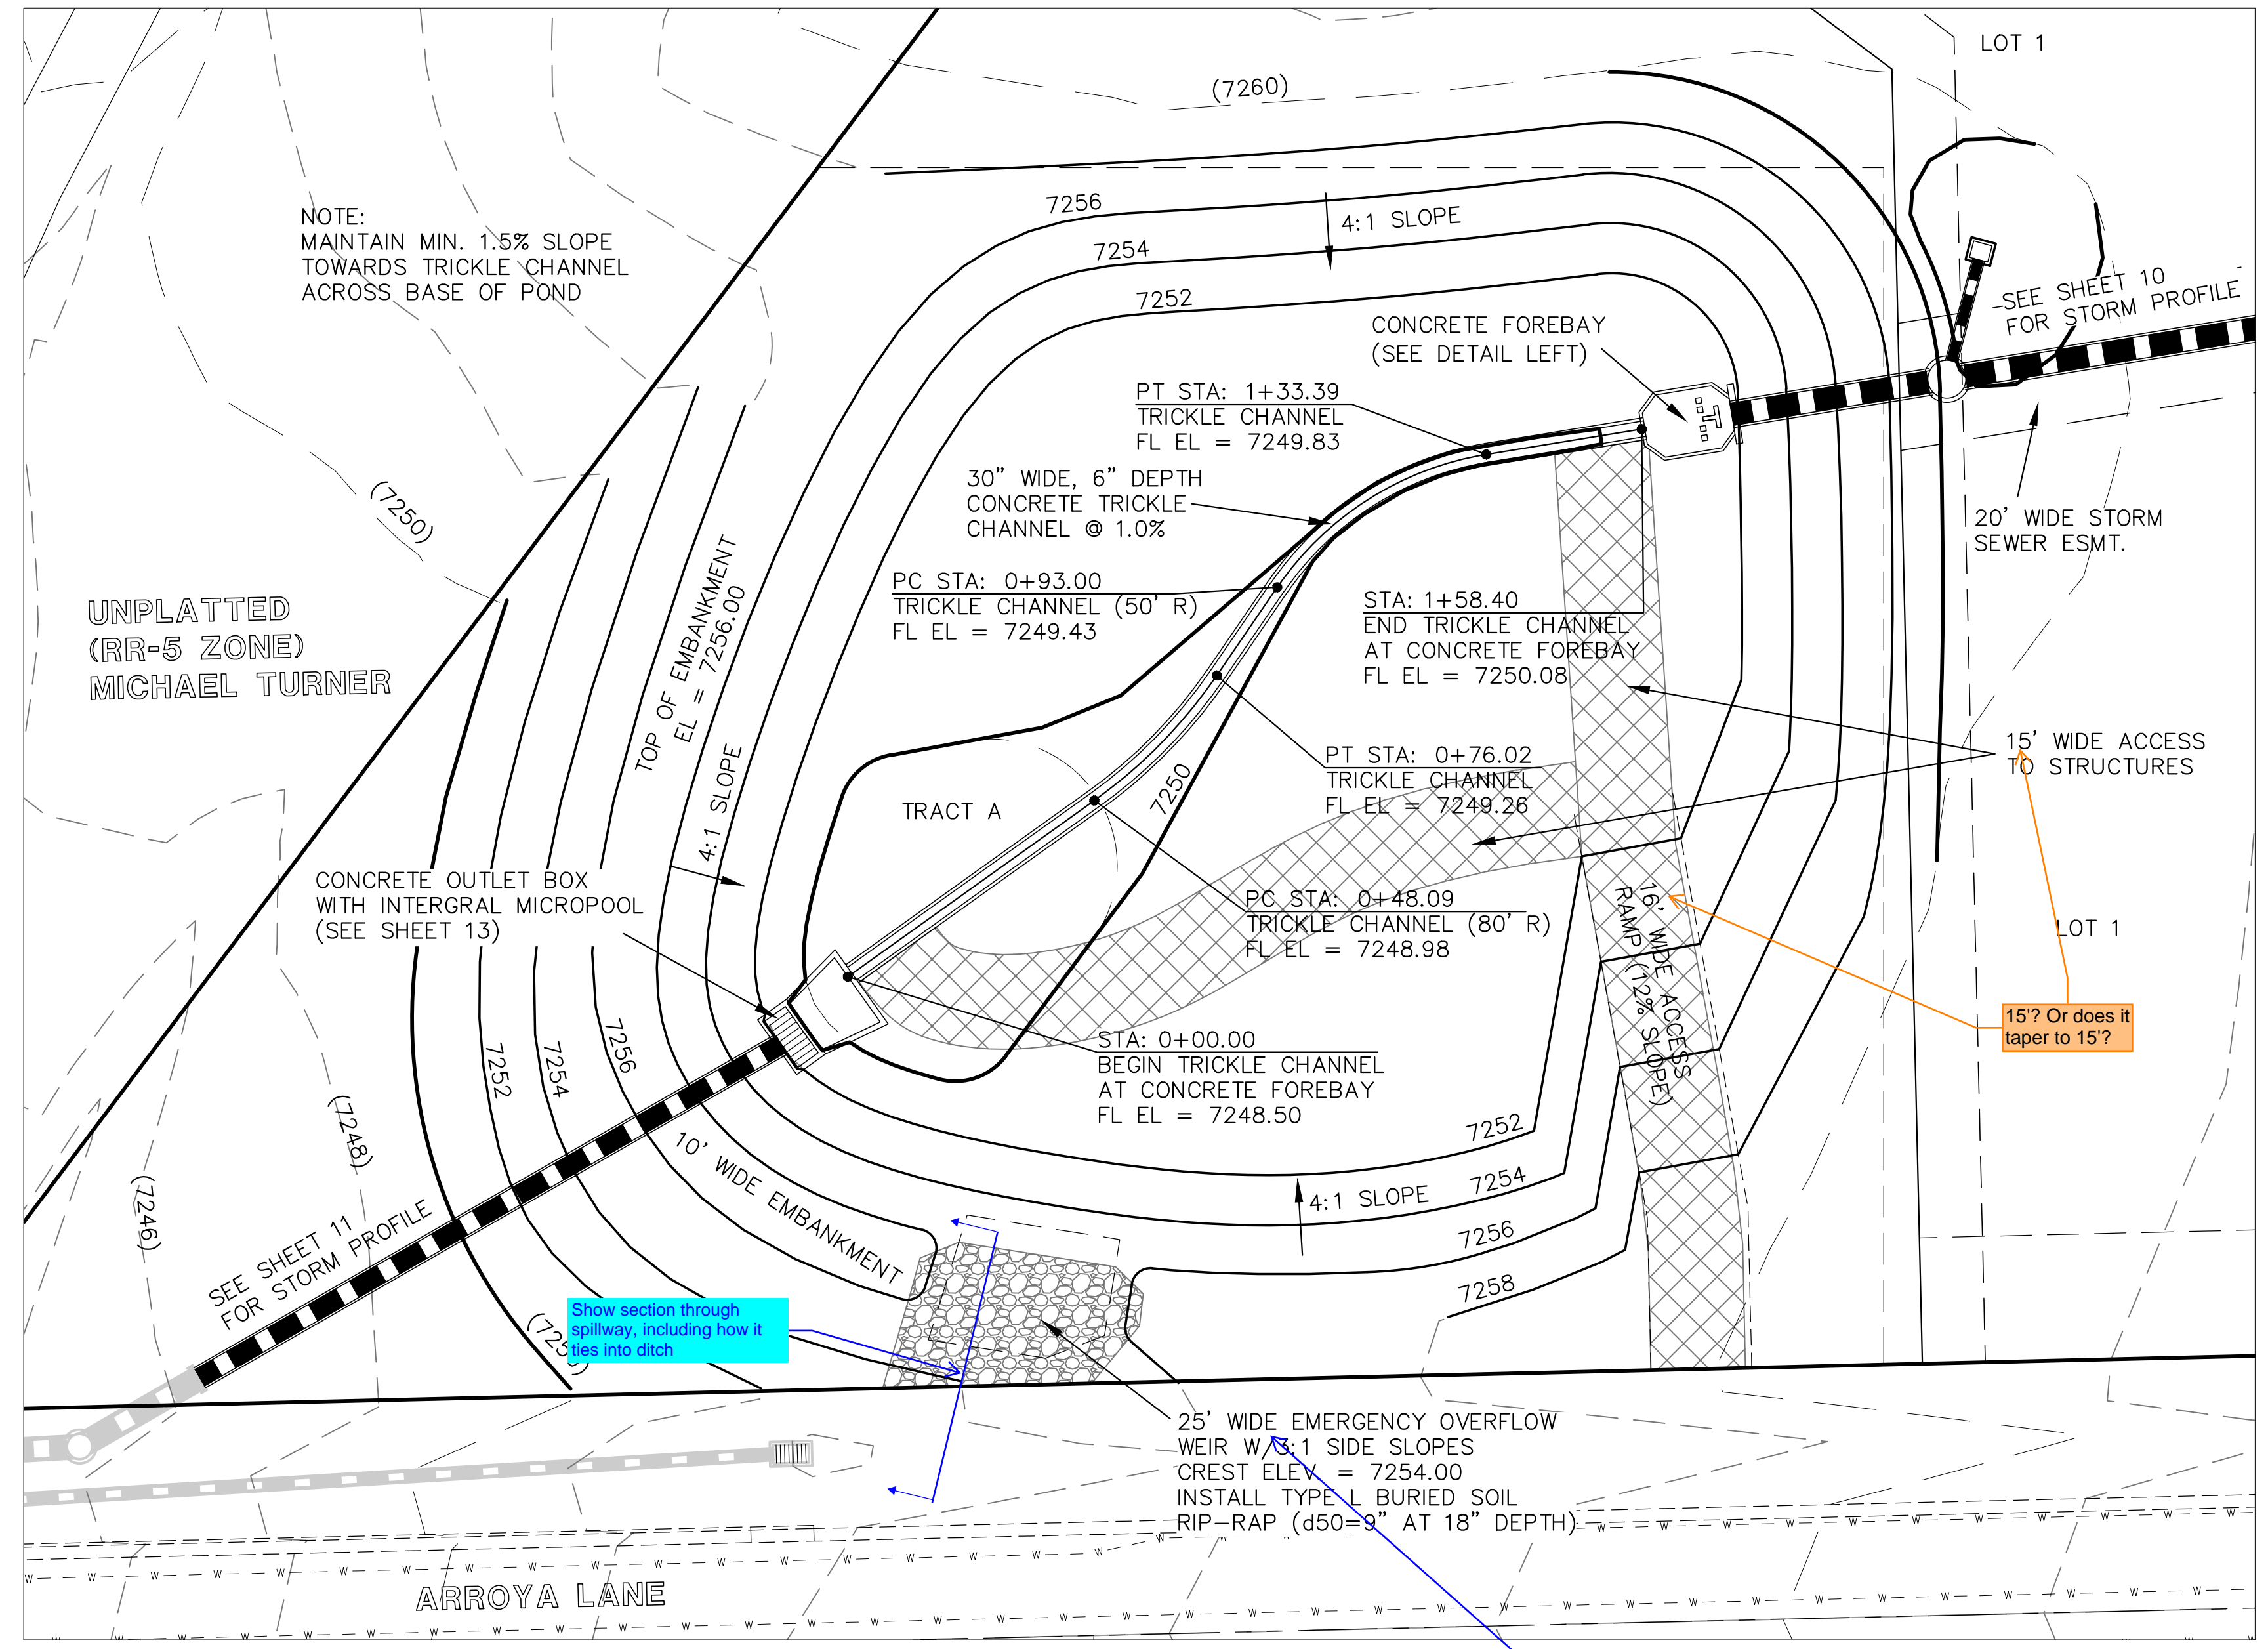 LOT 1
(7260)
NOTE:
MAINTAIN MIN. 1.5% SLOPE
TOWARDS TRICKLE CHANNEL
ACROSS BASE OF POND
7256
4:1 SLOPE
7254
7252
SEE SHEET 10
FOR STORM PROFILE
CONCRETE FOREBAY
(SEE DETAIL LEFT)
PT STA: 1+33.39
TRICKLE CHANNEL
FL EL = 7249.83
30" WIDE, 6" DEPTH
CONCRETE TRICKLE
CHANNEL @ 1.0%
(7250)
20' WIDE STORM
SEWER ESMT.
PC STA: 0+93.00
TRICKLE CHANNEL (50' R)
FL EL = 7249.43
STA: 1+58.40
END TRICKLE CHANNEL
AT CONCRETE FOREBAY
FL EL = 7250.08
UNPLATTED
(RR-5 ZONE)
MICHAEL TURNER
TOP OF EMBANKMENT
EL = 7256.00
4:1 SLOPE
15' WIDE ACCESS
TO STRUCTURES
PT STA: 0+76.02
TRICKLE CHANNEL
FL EL = 7249.26
7250
TRACT A
CONCRETE OUTLET BOX
WITH INTERGRAL MICROPOOL
(SEE SHEET 13)
PC STA: 0+48.09
TRICKLE CHANNEL (80' R)
FL EL = 7248.98
16' WIDE ACCESS
RAMP (12% SLOPE)
LOT 1
15'? Or does it
taper to 15'?
STA: 0+00.00
BEGIN TRICKLE CHANNEL
AT CONCRETE FOREBAY
FL EL = 7248.50
7252
7254
7256
(7248)
(7246)
10' WIDE EMBANKMENT
7252
7254
4:1 SLOPE
7256
7258
SEE SHEET 11
FOR STORM PROFILE
Show section through
spillway, including how it
ties into ditch
25' WIDE EMERGENCY OVERFLOW
WEIR W/3:1 SIDE SLOPES
CREST ELEV. = 7254.00
INSTALL TYPE L BURIED SOIL
RIP-RAP (d50=9" AT 18" DEPTH)
ARROYA LANE